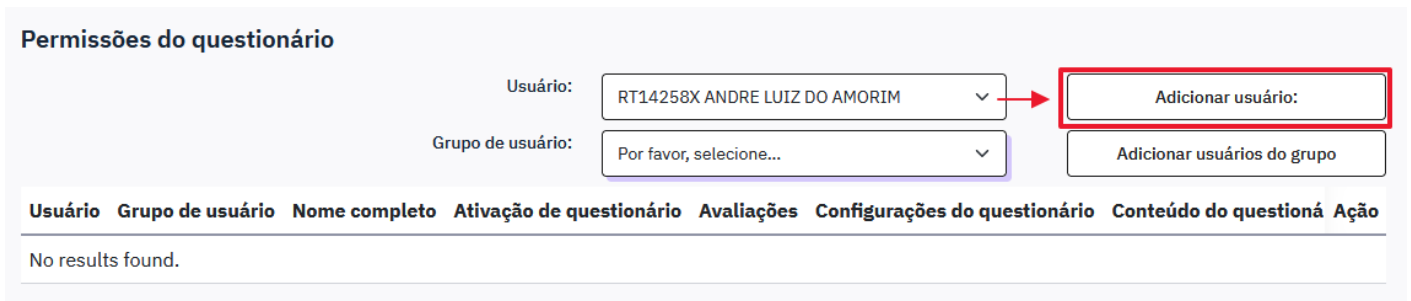 Permissões do questionário
Usuário: RT14258X ANDRE LUIZ DO AMORIM Adicionar usuário:
Grupo de usuário: Por favor, selecione... Adicionar usuários do grupo
Usuário Grupo de usuário Nome completo Ativação de questionário Avaliações Configurações do questionário Conteúdo do questioná Ação
No results found.